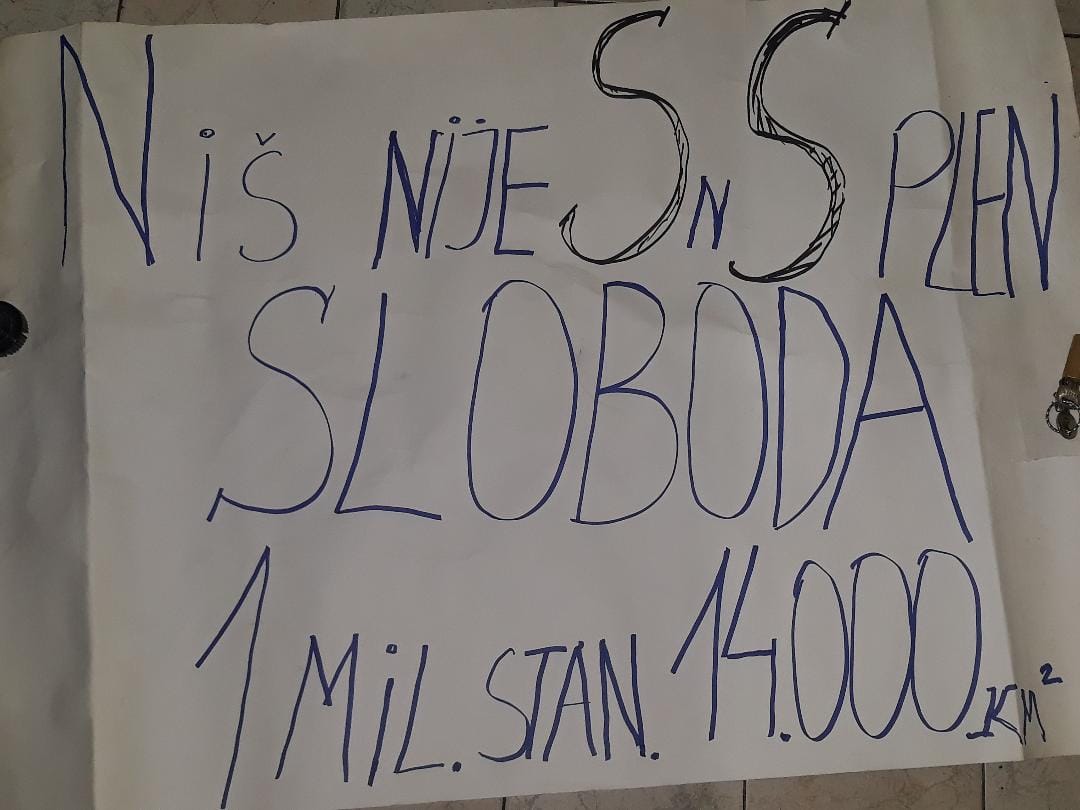 Niš NiJE SNS PLEN
SLOBODA
1 MiL. STAN. 14.000.KM²